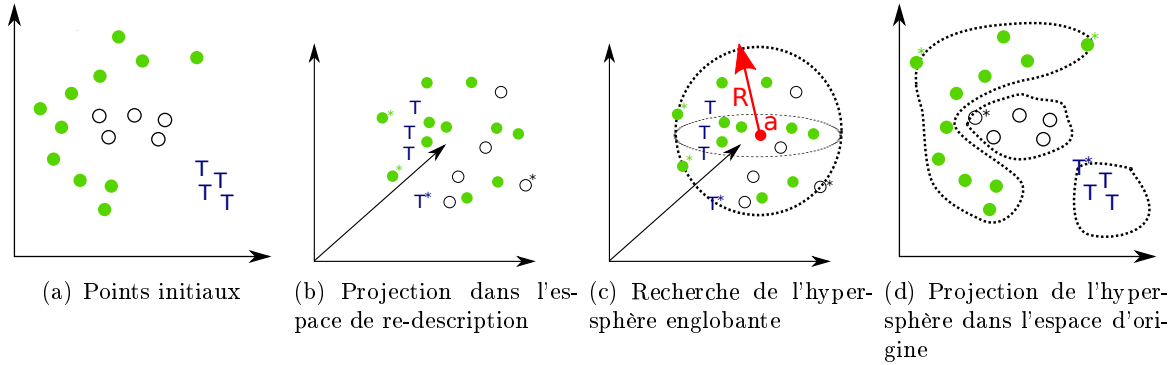 T
T
T
T
*
T
T
T
*
T*
*
*
R
a
*
T
T
T
*
T*
*
*
*
*
T*
T
T
T
(a) Points initiaux
(b) Projection dans l'es-
pace de re-description
(c) Recherche de l'hyper-
sphère englobante
(d) Projection de l'hyper-
sphère dans l'espace d'ori-
gine